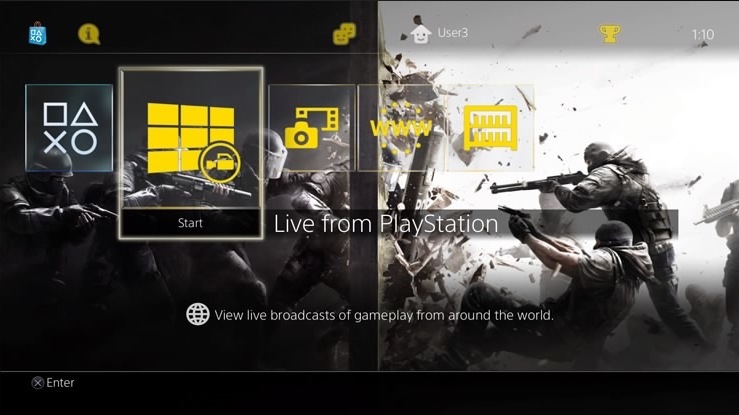 User3
1:10
www
Start
Live from PlayStation
View live broadcasts of gameplay from around the world.
Enter